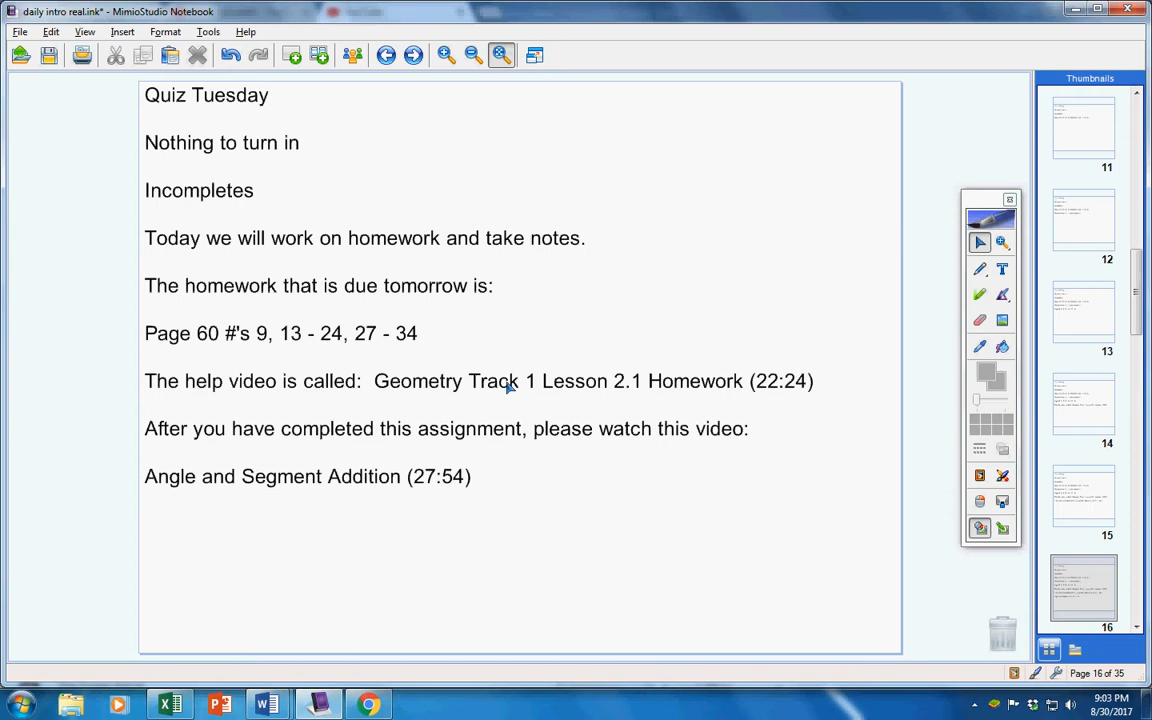 daily intro real.ink* - MimioStudio Notebook
File Edit View Insert Format Tools Help
Quiz Tuesday
Nothing to turn in
Incompletes
Today we will work on homework and take notes.
The homework that is due tomorrow is:
Page 60 #'s 9, 13 - 24, 27 - 34
The help video is called:  Geometry Track 1 Lesson 2.1 Homework (22:24)
After you have completed this assignment, please watch this video:
Angle and Segment Addition (27:54)
Thumbnails
11
12
13
14
15
16
Page 16 of 35
9:03 PM
8/30/2017